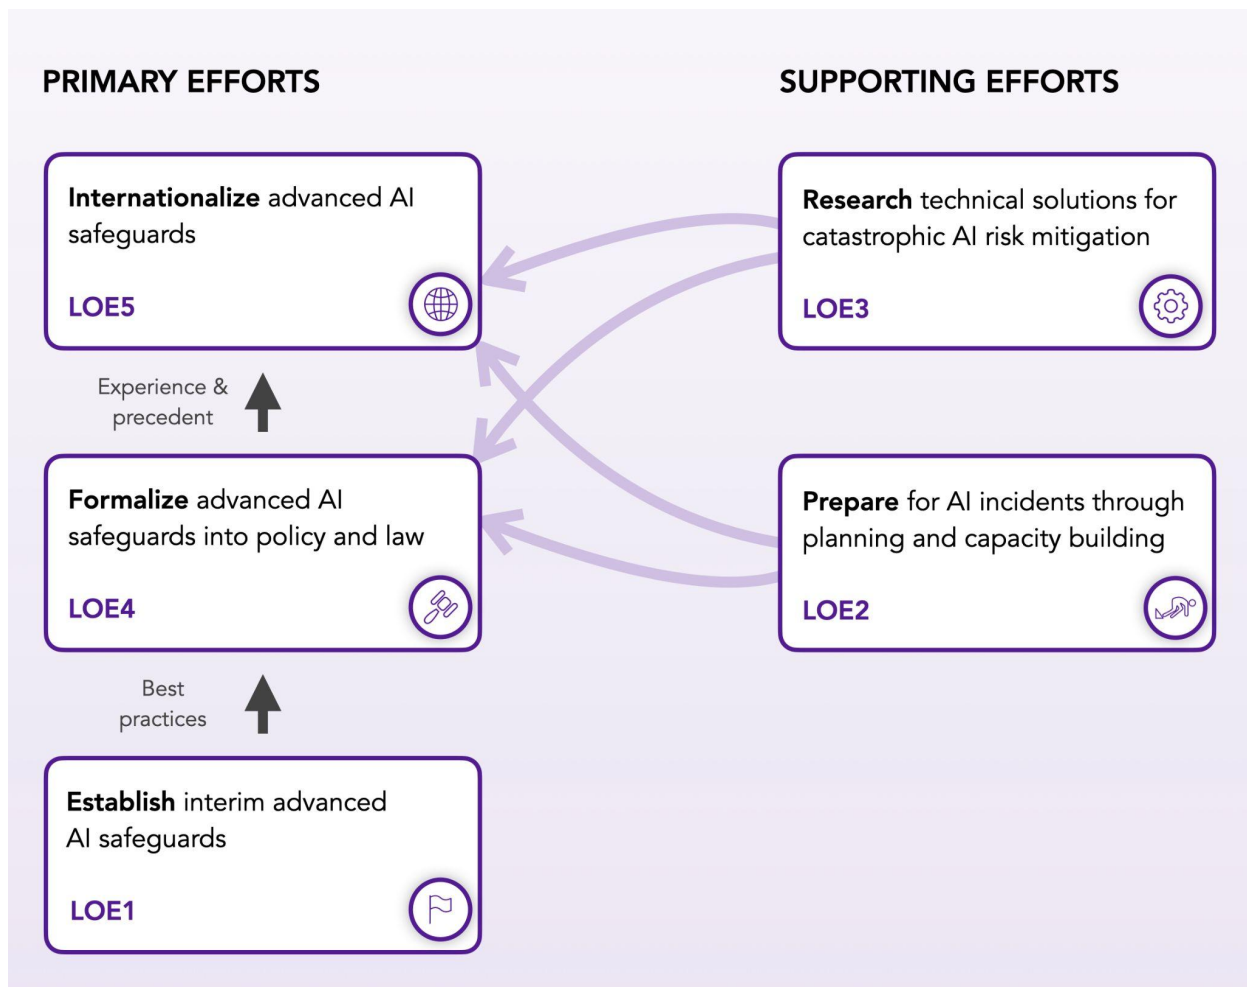 PRIMARY EFFORTS
Internationalize advanced AI
safeguards
LOE5
Experience &
precedent
Formalize advanced AI
safeguards into policy and law
LOE4
Best
practices
Establish interim advanced
AI safeguards
LOE1
SUPPORTING EFFORTS
Research technical solutions for
catastrophic AI risk mitigation
LOE3
Prepare for AI incidents through
planning and capacity building
LOE2